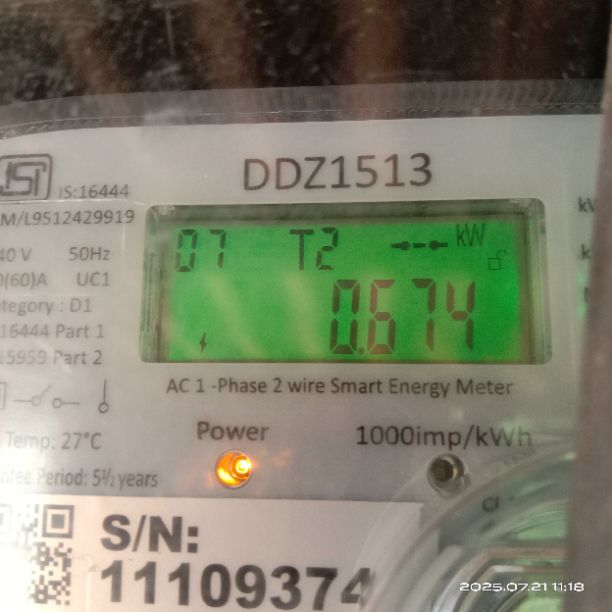 ISI
IS:16444
DDZ1513
M/L9512429919
40 V 50Hz
0(60)A UC1
tegory : D1
16444 Part 1
15959 Part 2
07 T2 kW
0.674
AC 1 -Phase 2 wire Smart Energy Meter
Temp: 27°C
Power
1000imp/kWh
ntee Period: 5½ years
S/N:
11109374
2025.07.21 11:18